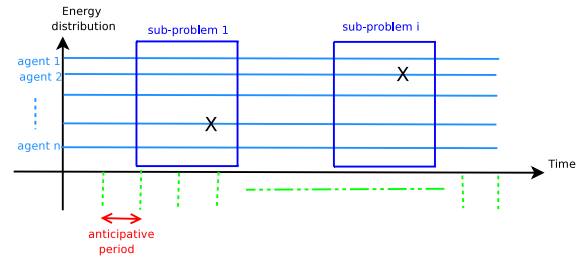 Energy
distribution
sub-problem 1
sub-problem i
agent 1
agent 2
X
X
agent n
Time
anticipative
period